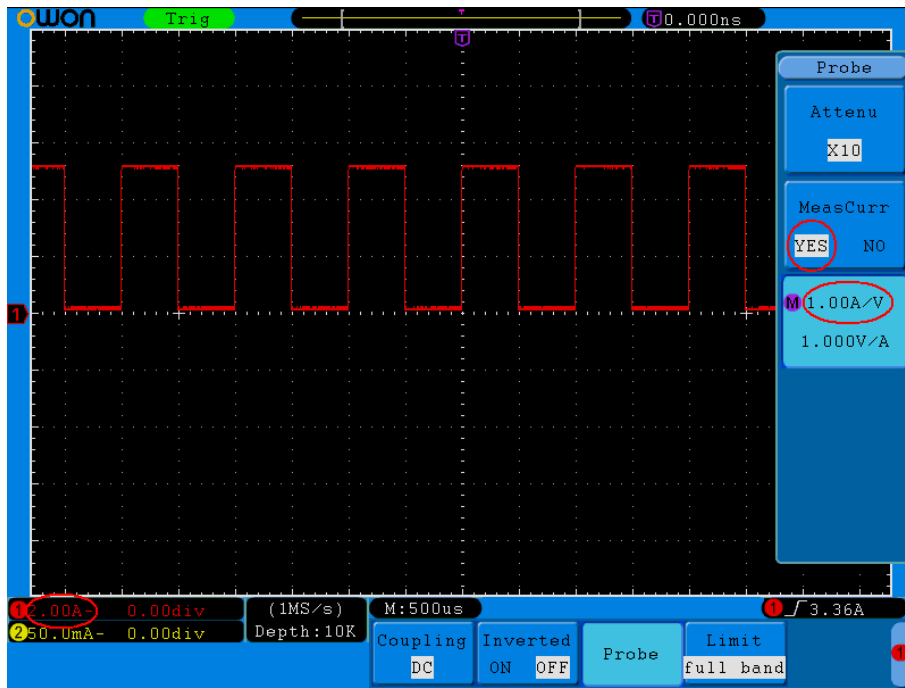 owon Trig T 0.000ns
T
Probe
Attenu
X10
MeasCurr
YES NO
M 1.00A/V
1.000V/A
1
1 2.00A- 0.00div (1MS/s) M:500us 1 3.36A
2 50.0mA- 0.00div Depth:10K
Coupling Inverted Probe Limit
DC ON OFF full band
1